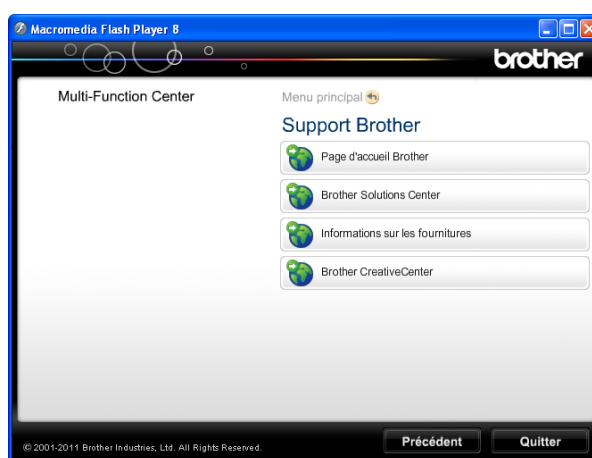 Macromedia Flash Player 8
brother
Multi-Function Center
Menu principal
Support Brother
Page d'accueil Brother
Brother Solutions Center
Informations sur les fournitures
Brother CreativeCenter
© 2001-2011 Brother Industries, Ltd. All Rights Reserved.
Précédent
Quitter